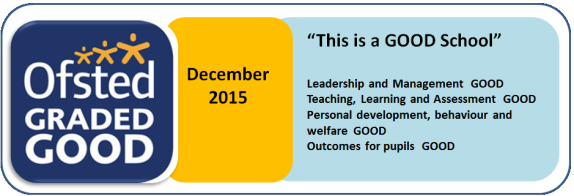 Ofsted
GRADED
GOOD
December
2015
“This is a GOOD School”
Leadership and Management GOOD
Teaching, Learning and Assessment GOOD
Personal development, behaviour and
welfare GOOD
Outcomes for pupils GOOD